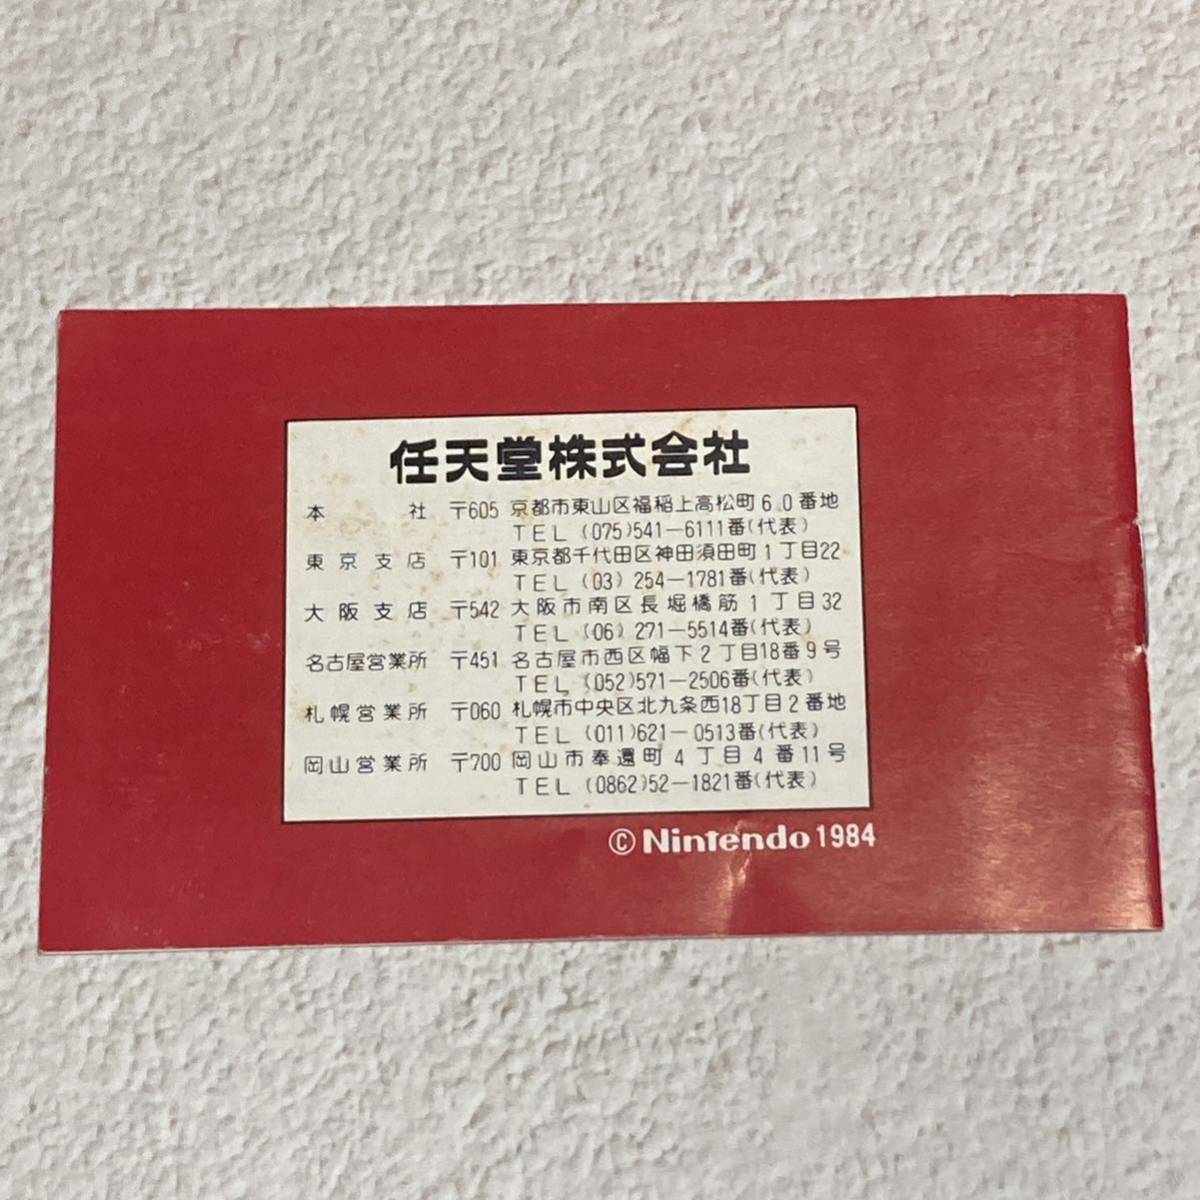 任天堂株式会社
本社 〒605 京都市東山区福稲上高松町60番地
TEL (075)541-6111番(代表)
東京支店 〒101 東京都千代田区神田須田町1丁目22
TEL (03) 254-1781番(代表)
大阪支店 〒542 大阪市南区長堀橋筋1丁目32
TEL (06) 271-5514番(代表)
名古屋営業所 〒451 名古屋市西区幅下2丁目18番9号
TEL (052)571-2506番(代表)
札幌営業所 〒060 札幌市中央区北九条西18丁目2番地
TEL (011)621-0513番(代表)
岡山営業所 〒700 岡山市奉還町4丁目4番11号
TEL (0862)52-1821番(代表)
©Nintendo 1984